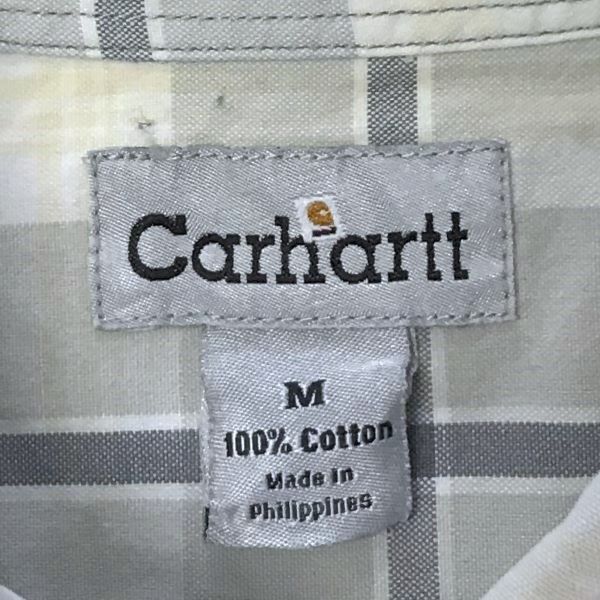 Carhartt
M
100% Cotton
Made in
Philippines